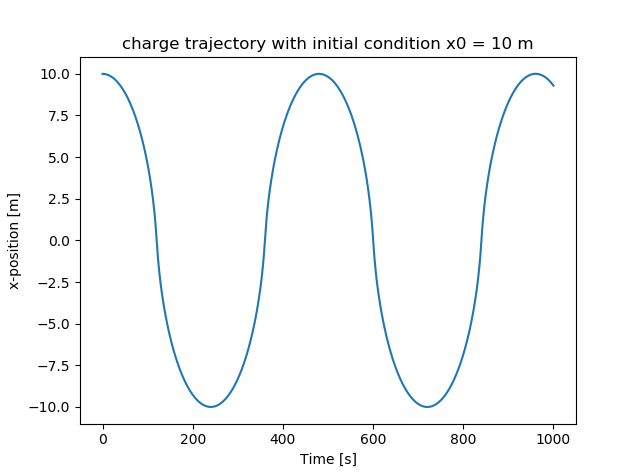 charge trajectory with initial condition x0 = 10 m
10.0
7.5
5.0
2.5
0.0
−2.5
−5.0
−7.5
−10.0
x-position [m]
0 200 400 600 800 1000
Time [s]